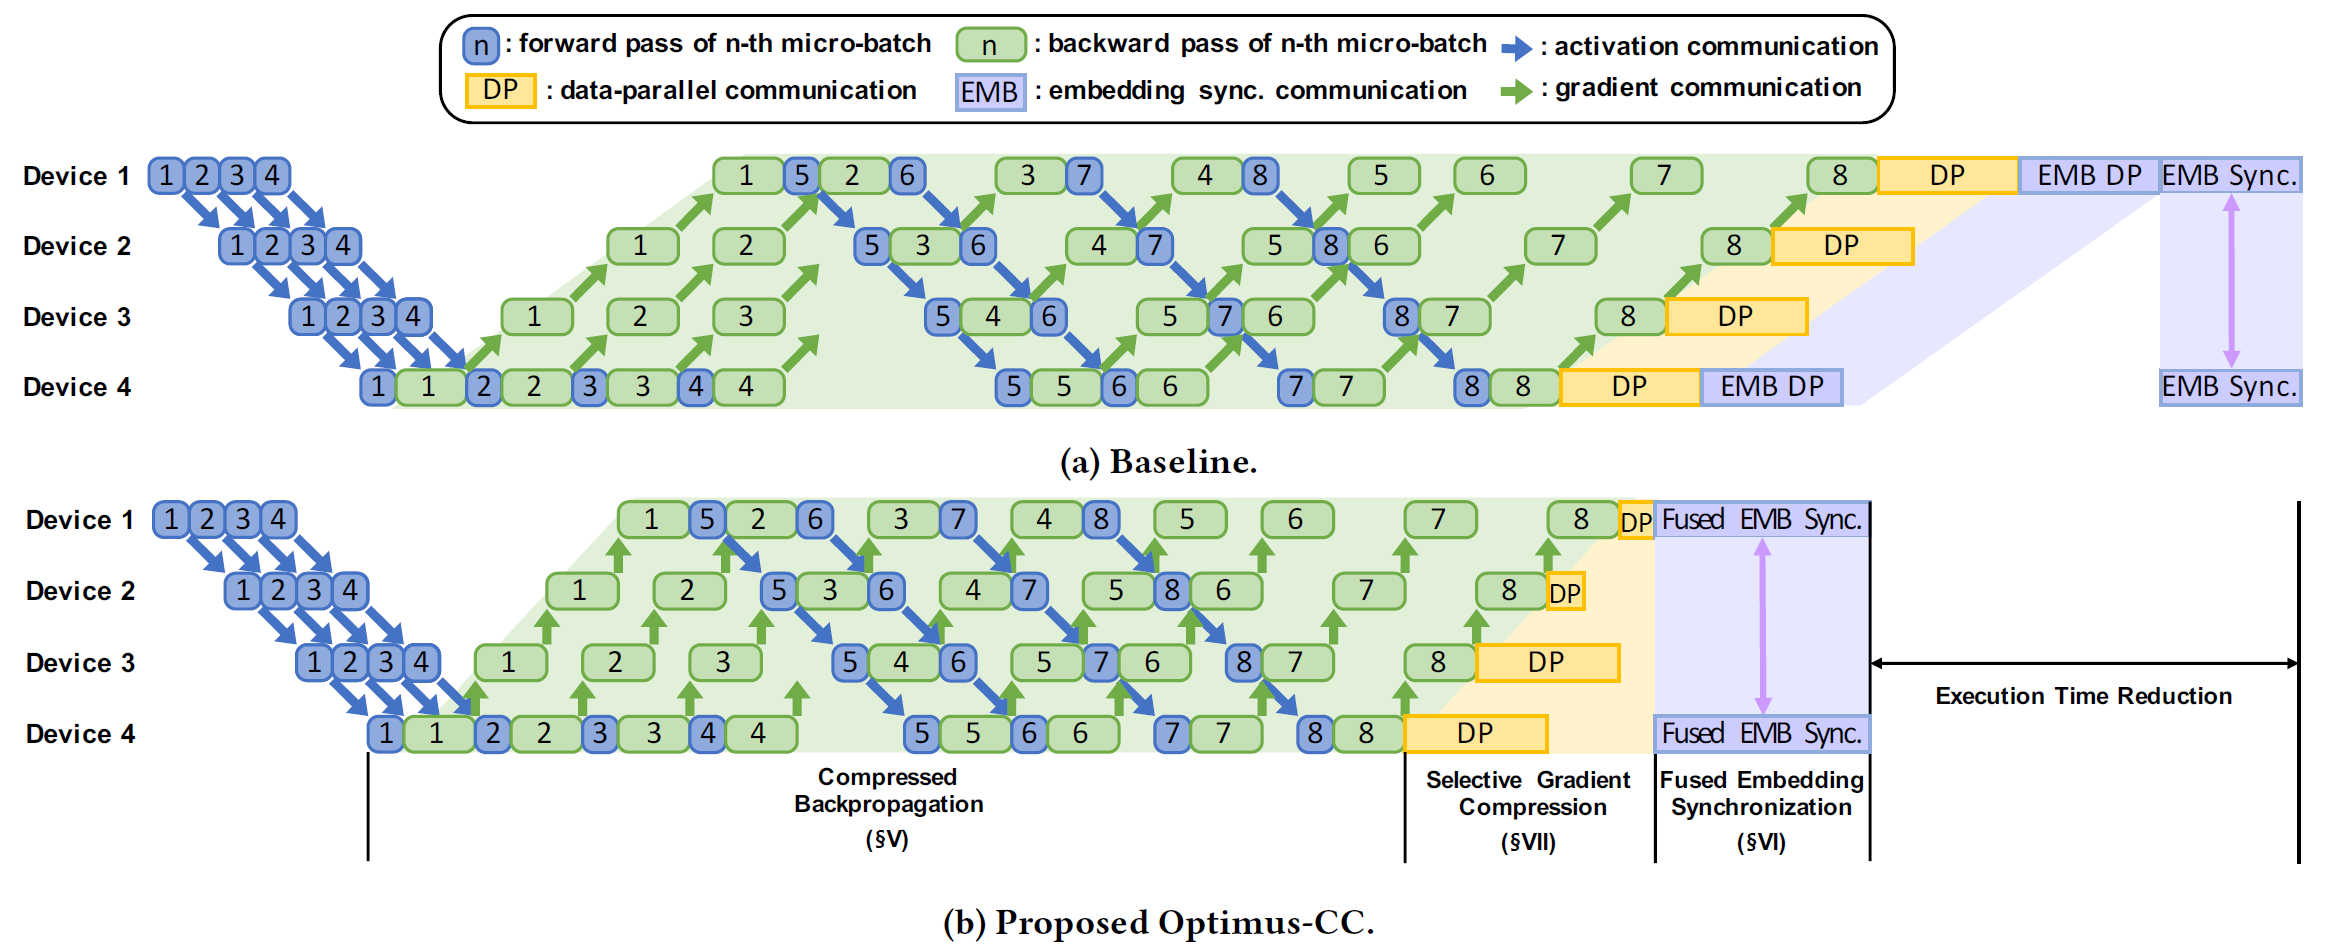 n : forward pass of n-th micro-batch n : backward pass of n-th micro-batch : activation communication
DP : data-parallel communication EMB : embedding sync. communication : gradient communication
Device 1 1 2 3 4 1 5 2 6 3 7 4 8 5 6 7 8 DP EMB DP EMB Sync.
Device 2 1 2 3 4 1 2 5 3 6 4 7 5 8 6 7 8 DP
Device 3 1 2 3 4 1 2 3 5 4 6 5 7 6 8 7 8 DP
Device 4 1 1 2 2 3 3 4 4 5 5 6 6 7 7 8 8 DP EMB DP EMB Sync.
(a) Baseline.
Device 1 1 2 3 4 1 5 2 6 3 7 4 8 5 6 7 8 DP Fused EMB Sync.
Device 2 1 2 3 4 1 2 5 3 6 4 7 5 8 6 7 8 DP
Device 3 1 2 3 4 1 2 3 5 4 6 5 7 6 8 7 8 DP
Device 4 1 1 2 2 3 3 4 4 5 5 6 6 7 7 8 8 DP Fused EMB Sync.
Execution Time Reduction
Compressed
Backpropagation
(§V)
Selective Gradient
Compression
(§VII)
Fused Embedding
Synchronization
(§VI)
(b) Proposed Optimus-CC.